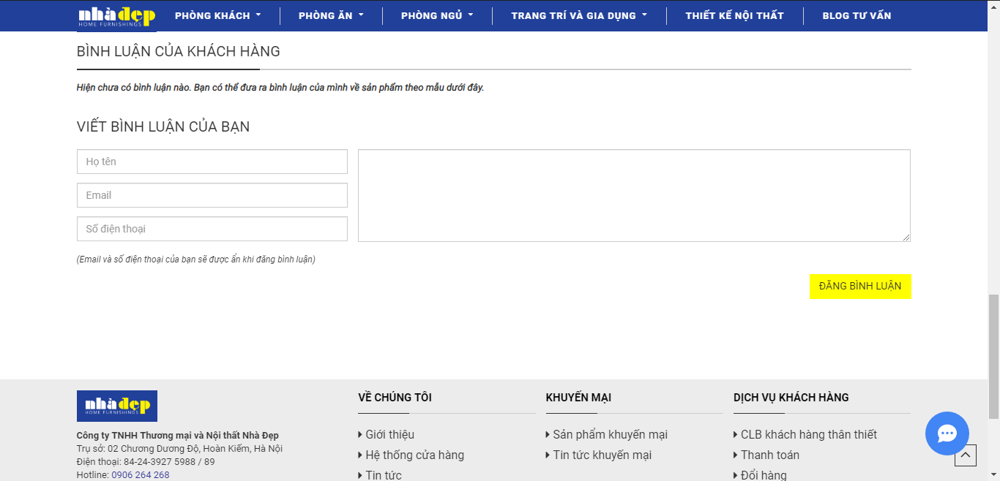 nhàđẹp
HOME FURNISHINGS
PHÒNG KHÁCH
PHÒNG ĂN
PHÒNG NGỦ
TRANG TRÍ VÀ GIA DỤNG
THIẾT KẾ NỘI THẤT
BLOG TƯ VẤN
BÌNH LUẬN CỦA KHÁCH HÀNG
Hiện chưa có bình luận nào. Bạn có thể đưa ra bình luận của mình về sản phẩm theo mẫu dưới đây.
VIẾT BÌNH LUẬN CỦA BẠN
Họ tên
Email
Số điện thoại
(Email và số điện thoại của bạn sẽ được ẩn khi đăng bình luận)
ĐĂNG BÌNH LUẬN
nhàđẹp
HOME FURNISHINGS
Công ty TNHH Thương mại và Nội thất Nhà Đẹp
Trụ sở: 02 Chương Dương Độ, Hoàn Kiếm, Hà Nội
Điện thoại: 84-24-3927 5988 / 89
Hotline: 0906 264 268
VỀ CHÚNG TÔI
Giới thiệu
Hệ thống cửa hàng
Tin tức
KHUYẾN MẠI
Sản phẩm khuyến mại
Tin tức khuyến mại
DỊCH VỤ KHÁCH HÀNG
CLB khách hàng thân thiết
Thanh toán
Đổi hàng